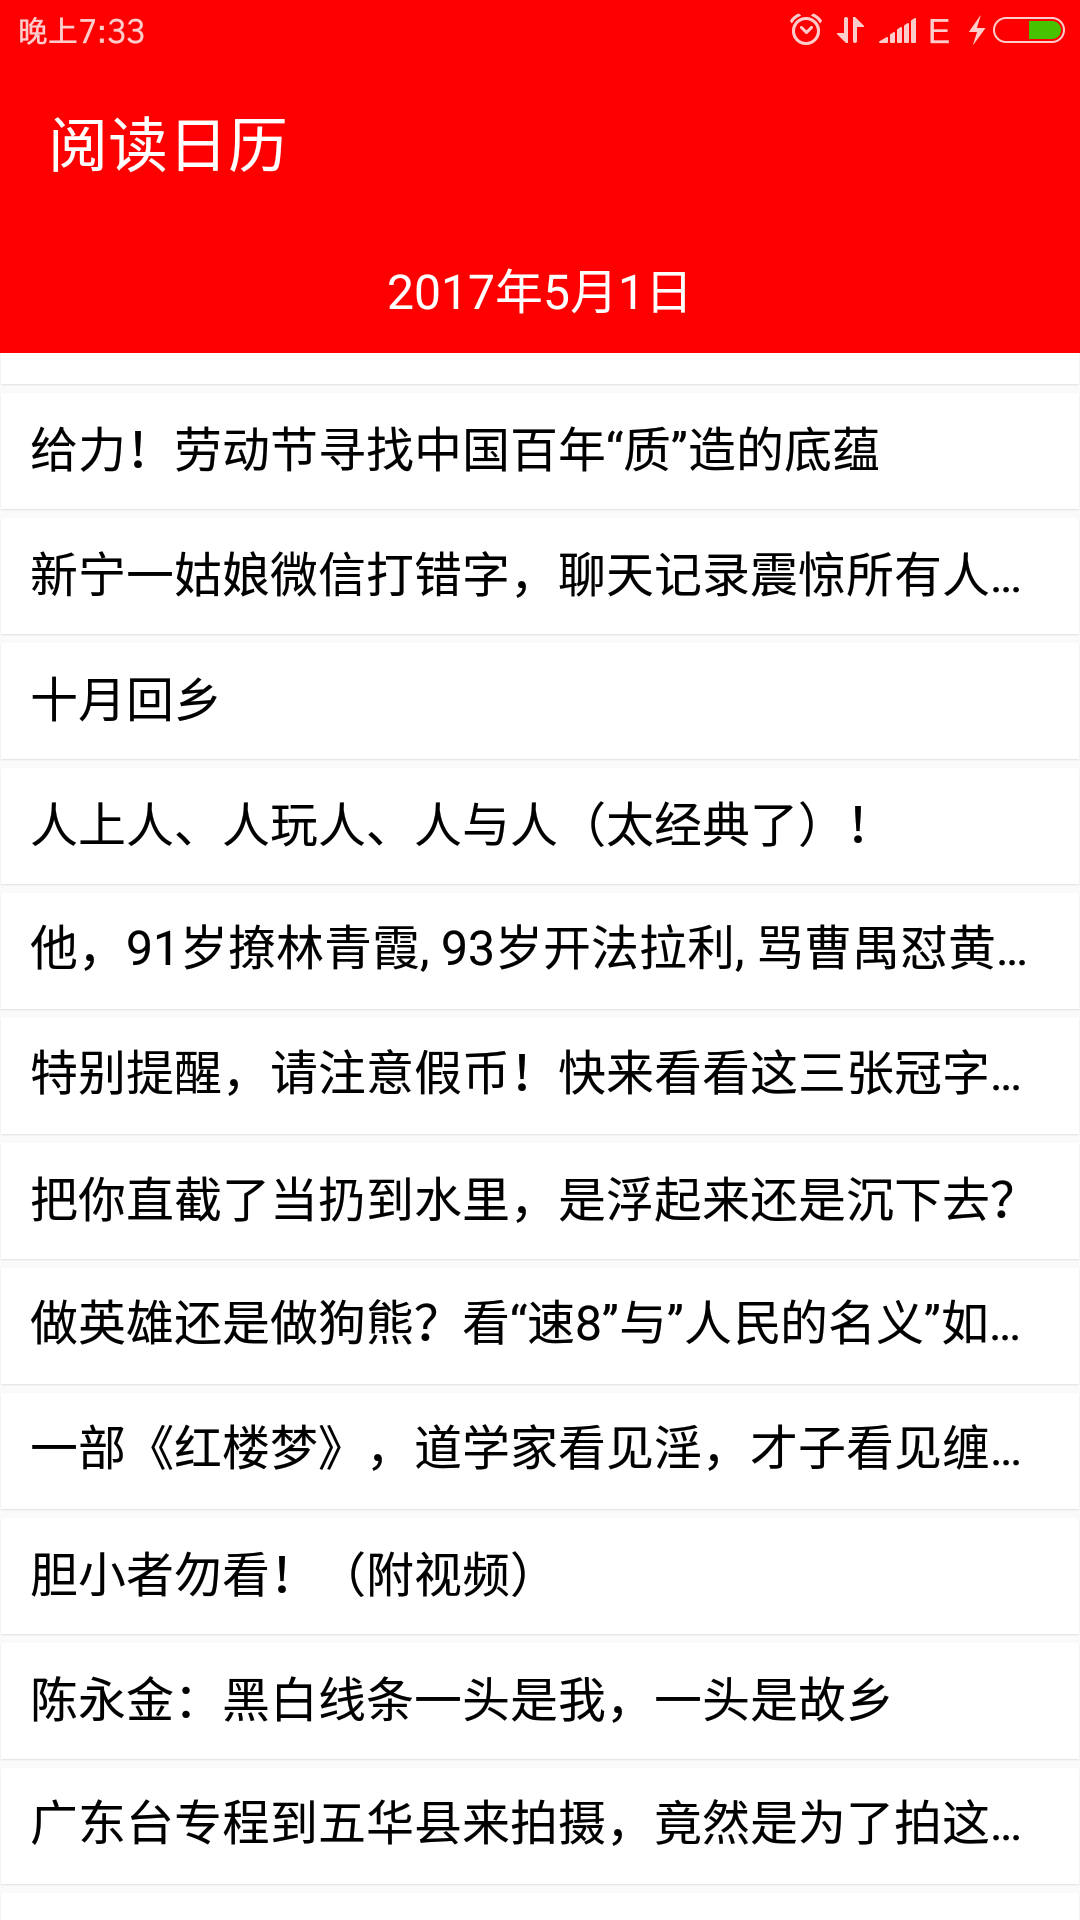 晚上7:33
E
阅读日历
2017年5月1日
给力！劳动节寻找中国百年“质”造的底蕴
新宁一姑娘微信打错字，聊天记录震惊所有人...
十月回乡
人上人、人玩人、人与人（太经典了）！
他，91岁撩林青霞, 93岁开法拉利, 骂曹禺怼黄...
特别提醒，请注意假币！快来看看这三张冠字...
把你直截了当扔到水里，是浮起来还是沉下去？
做英雄还是做狗熊？看“速8”与”人民的名义”如...
一部《红楼梦》，道学家看见淫，才子看见缠...
胆小者勿看！（附视频）
陈永金：黑白线条一头是我，一头是故乡
广东台专程到五华县来拍摄，竟然是为了拍这...